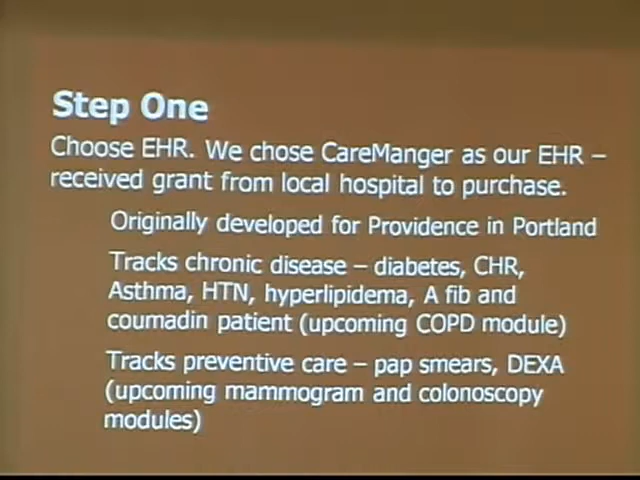 Step One
Choose EHR. We chose CareManger as our EHR –
received grant from local hospital to purchase.
Originally developed for Providence in Portland
Tracks chronic disease – diabetes, CHR,
Asthma, HTN, hyperlipidema, A fib and
coumadin patient (upcoming COPD module)
Tracks preventive care – pap smears, DEXA
(upcoming mammogram and colonoscopy
modules)